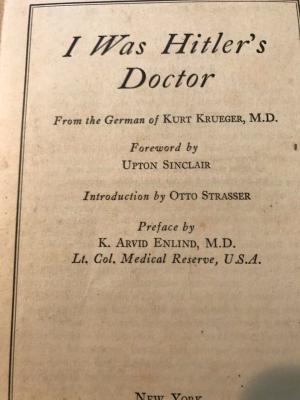 I Was Hitler's
Doctor
From the German of KURT KRUEGER, M.D.
Foreword by
UPTON SINCLAIR
Introduction by OTTO STRASSER
Preface by
K. ARVID ENLIND, M.D.
Lt. Col. Medical Reserve, U.S.A.
NEW YORK